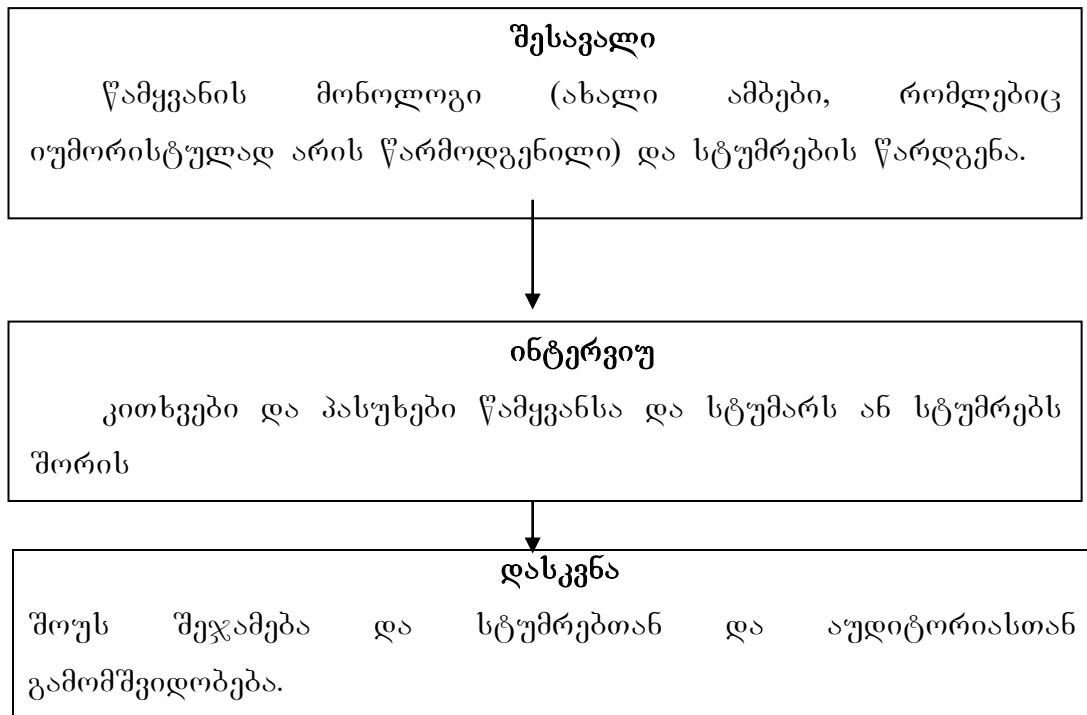 შესავალი
წამყვანის მონოლოგი (ახალი ამბები, რომლებიც
იუმორისტულად არის წარმოდგენილი) და სტუმრების წარდგენა.
ინტერვიუ
კითხვები და პასუხები წამყვანსა და სტუმარს ან სტუმრებს
შორის
დასკვნა
შოუს შეჯამება და სტუმრებთან და აუდიტორიასთან
გამომშვიდობება.